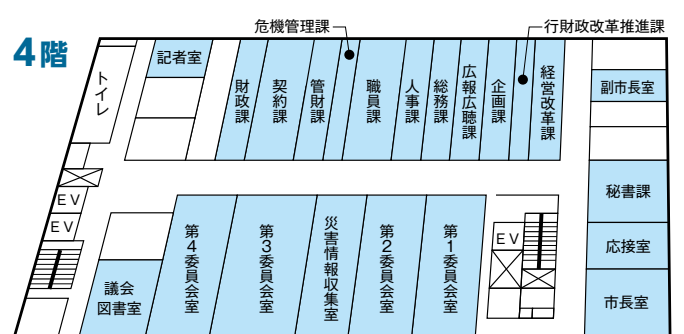 4階
危機管理課
行財政改革推進課
トイレ
記者室
財政課
契約課
管財課
職員課
人事課
総務課
広報広聴課
企画課
経営改革課
副市長室
EV
EV
秘書課
第4委員会室
第3委員会室
災害情報収集室
第2委員会室
第1委員会室
EV
応接室
議会
図書室
市長室